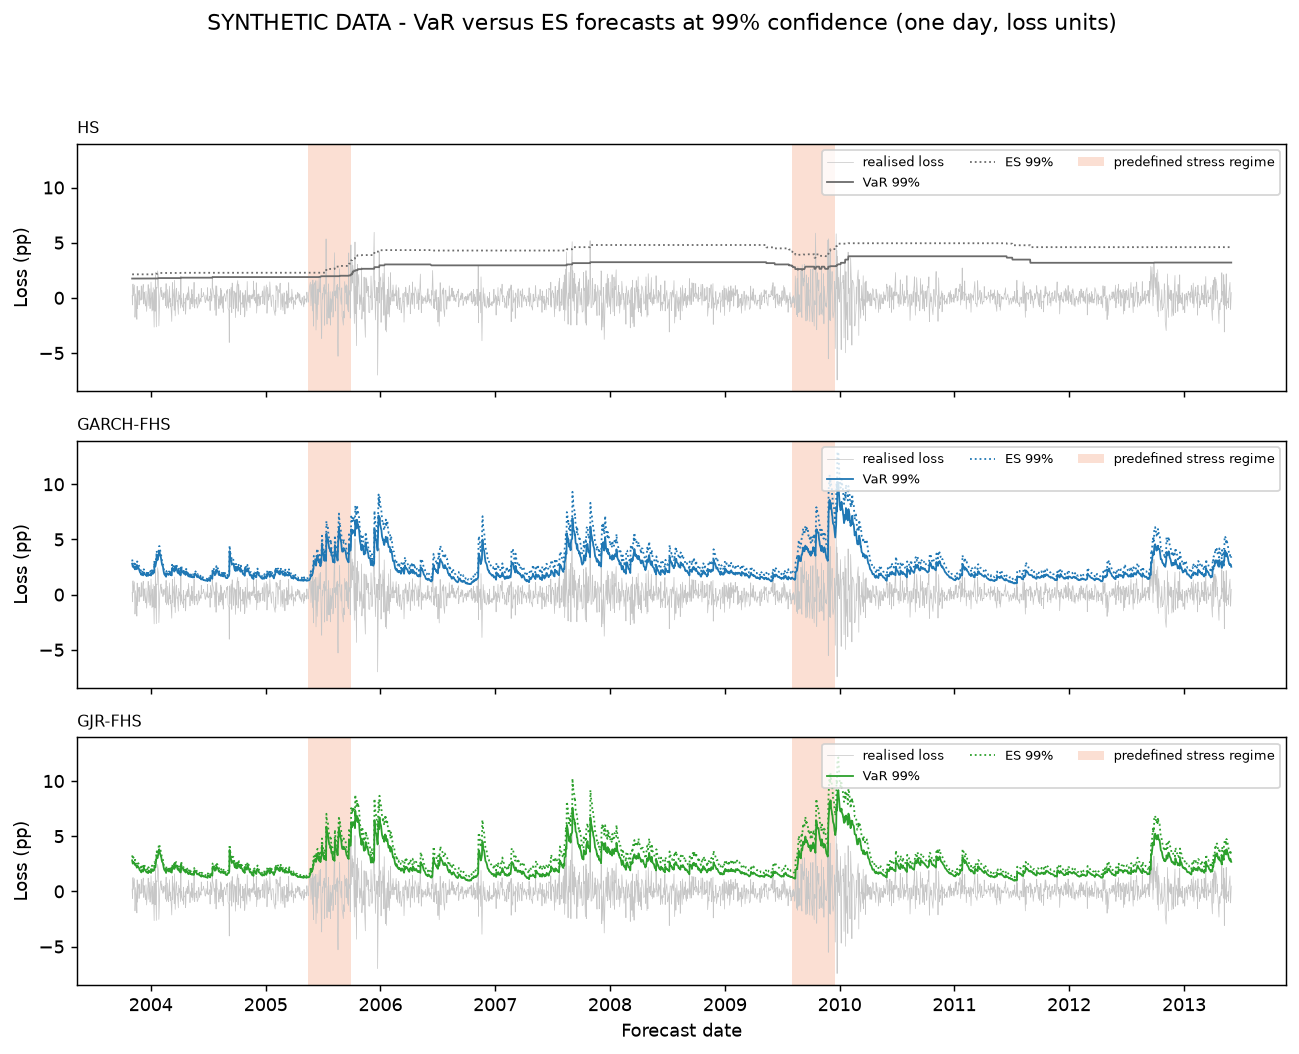 SYNTHETIC DATA - VaR versus ES forecasts at 99% confidence (one day, loss units)
HS
realised loss
ES 99%
predefined stress regime
VaR 99%
Loss (pp)
10
5
0
−5
GARCH-FHS
realised loss
ES 99%
predefined stress regime
VaR 99%
Loss (pp)
10
5
0
−5
GJR-FHS
realised loss
ES 99%
predefined stress regime
VaR 99%
Loss (pp)
10
5
0
−5
2004 2005 2006 2007 2008 2009 2010 2011 2012 2013
Forecast date